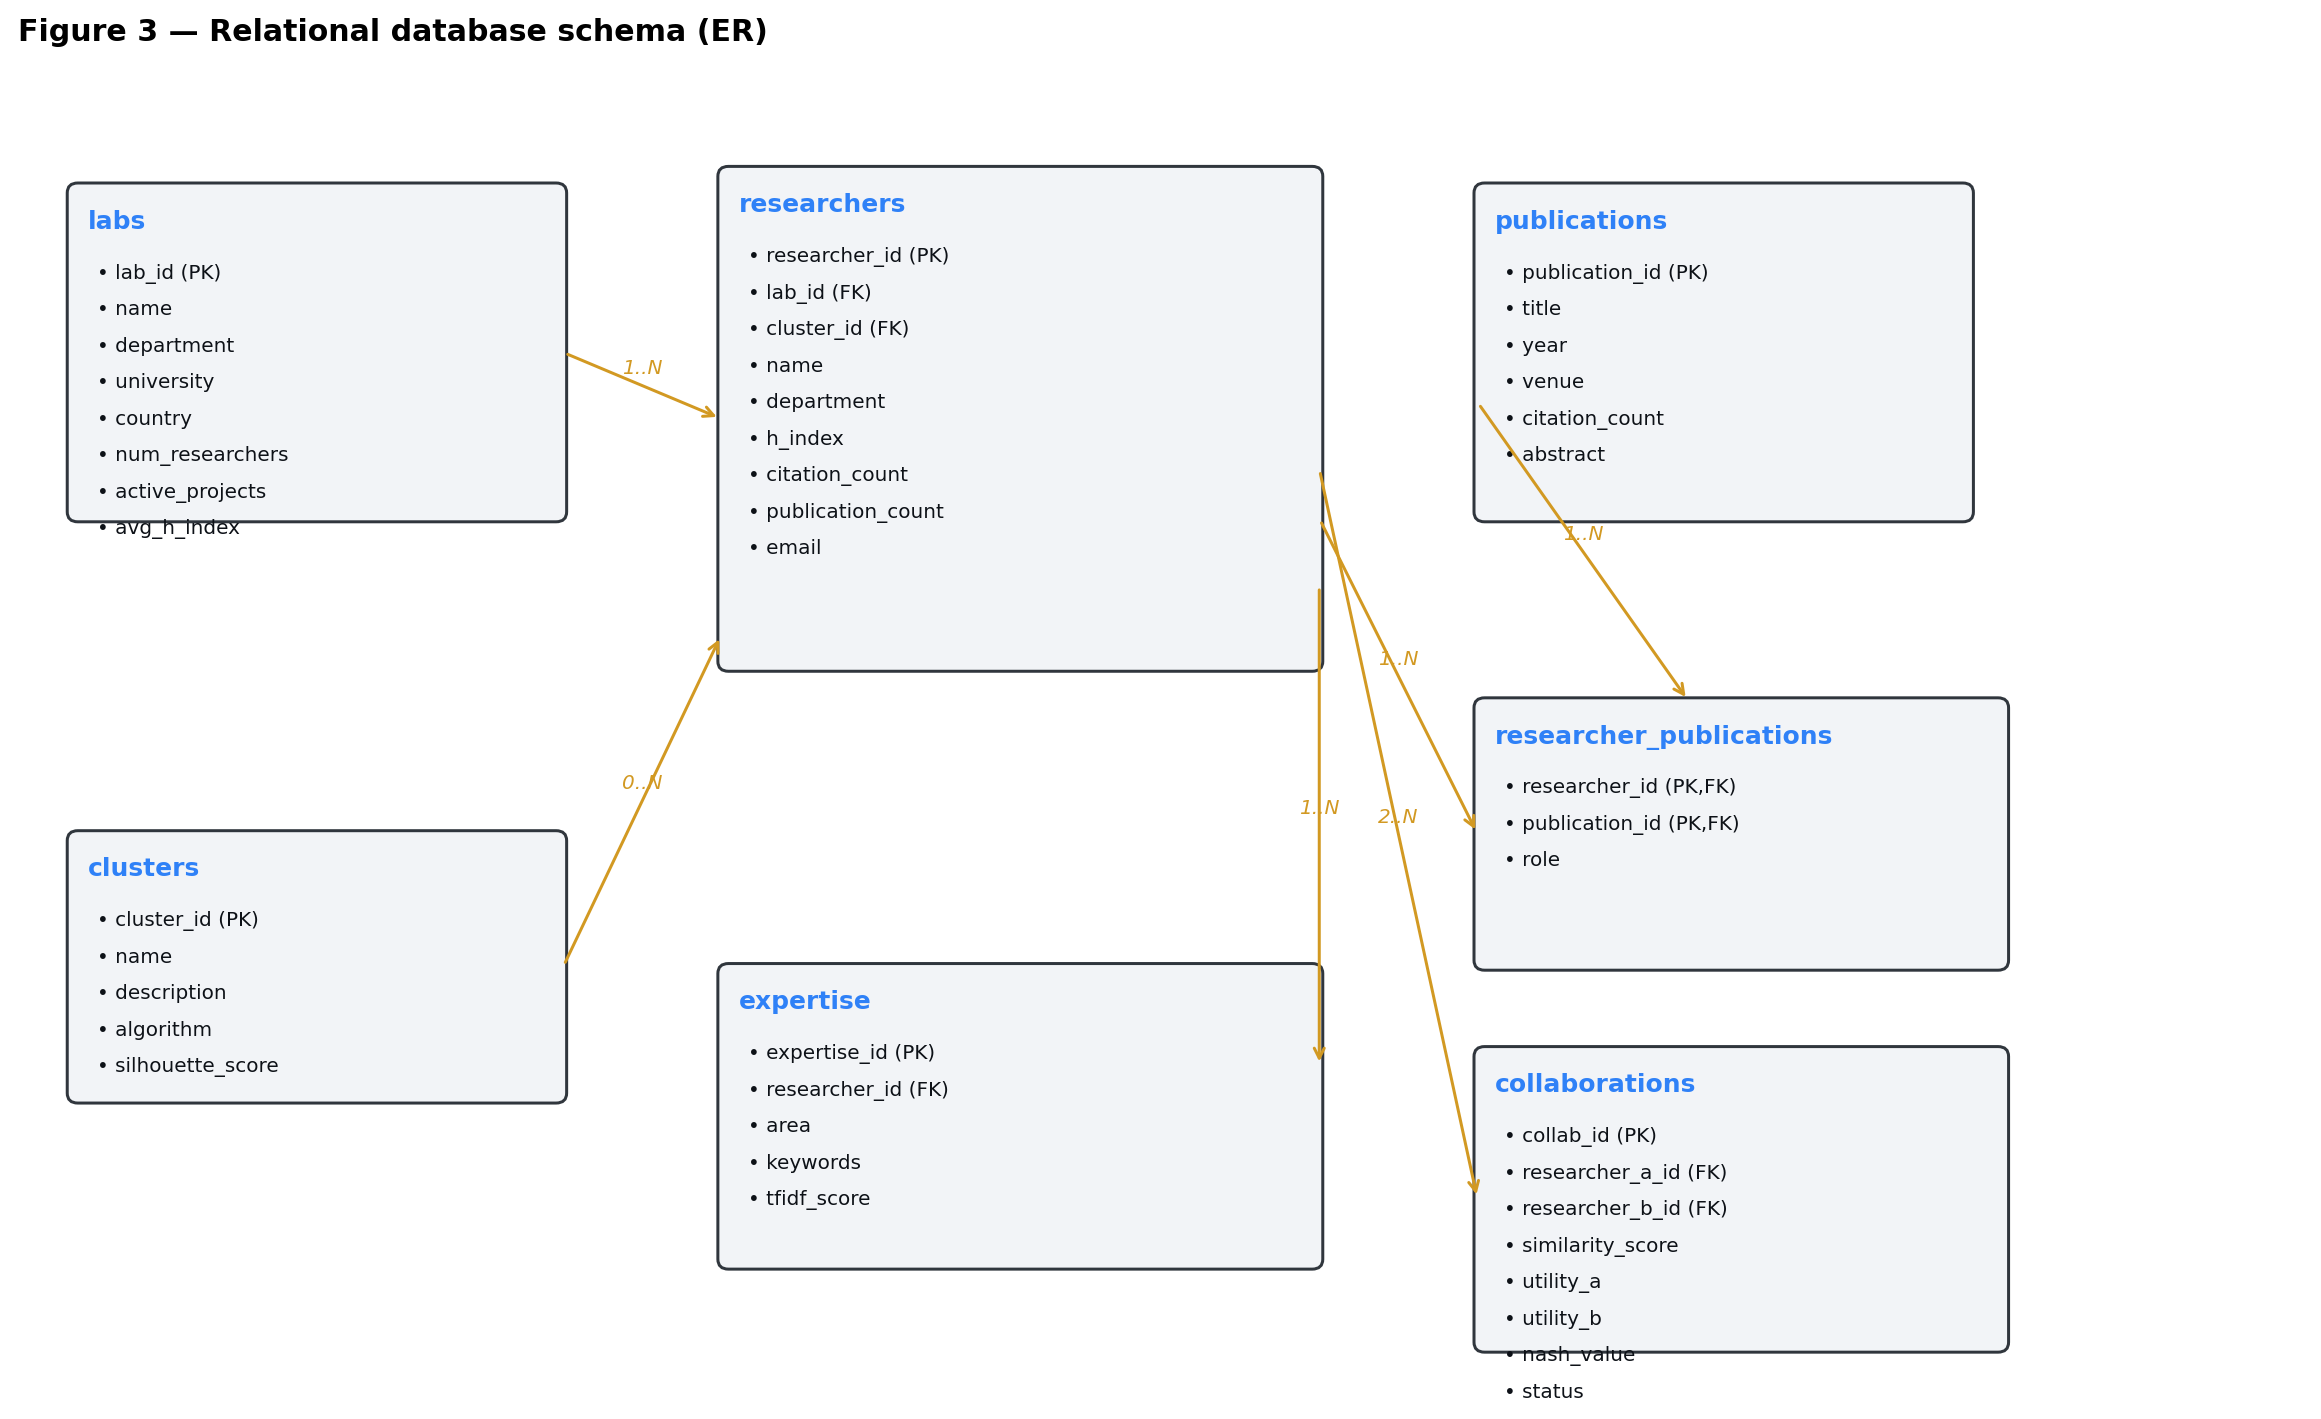 Figure 3 — Relational database schema (ER)
labs
• lab_id (PK)
• name
• department
• university
• country
• num_researchers
• active_projects
• avg_h_index
1..N
researchers
• researcher_id (PK)
• lab_id (FK)
• cluster_id (FK)
• name
• department
• h_index
• citation_count
• publication_count
• email
publications
• publication_id (PK)
• title
• year
• venue
• citation_count
• abstract
1..N
1..N
0..N
1..N
2..N
researcher_publications
• researcher_id (PK,FK)
• publication_id (PK,FK)
• role
clusters
• cluster_id (PK)
• name
• description
• algorithm
• silhouette_score
expertise
• expertise_id (PK)
• researcher_id (FK)
• area
• keywords
• tfidf_score
collaborations
• collab_id (PK)
• researcher_a_id (FK)
• researcher_b_id (FK)
• similarity_score
• utility_a
• utility_b
• nash_value
• status